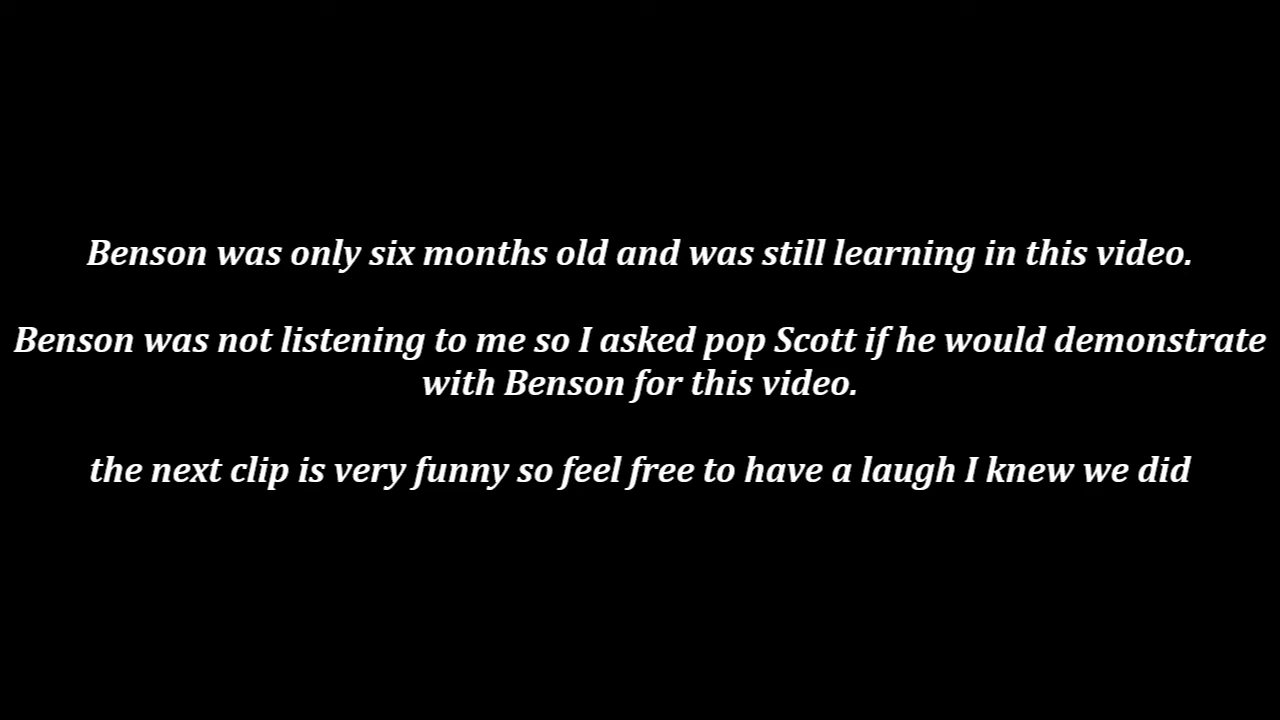 Benson was only six months old and was still learning in this video.
Benson was not listening to me so I asked pop Scott if he would demonstrate
with Benson for this video.
the next clip is very funny so feel free to have a laugh I knew we did